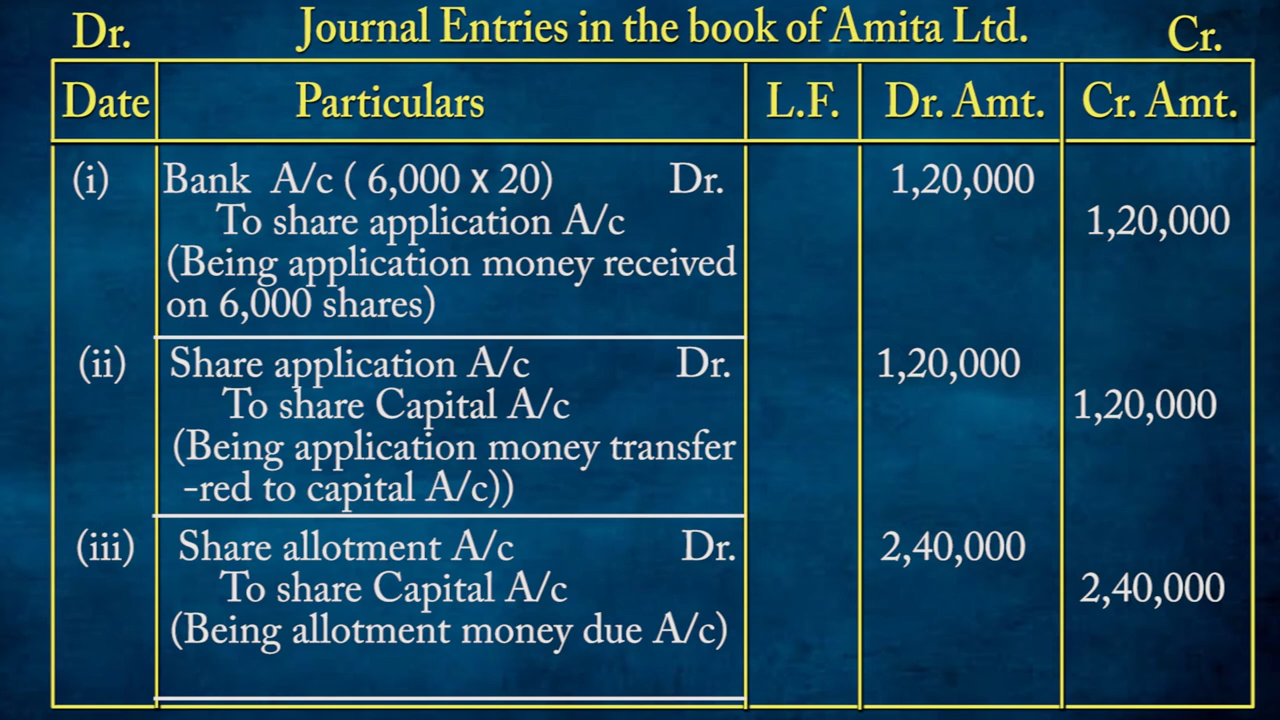 Dr. Journal Entries in the book of Amita Ltd. Cr.
Date Particulars L.F. Dr. Amt. Cr. Amt.
(i) Bank A/c ( 6,000 x 20) Dr. 1,20,000
To share application A/c 1,20,000
(Being application money received
on 6,000 shares)
(ii) Share application A/c Dr. 1,20,000
To share Capital A/c 1,20,000
(Being application money transfer
-red to capital A/c))
(iii) Share allotment A/c Dr. 2,40,000
To share Capital A/c 2,40,000
(Being allotment money due A/c)